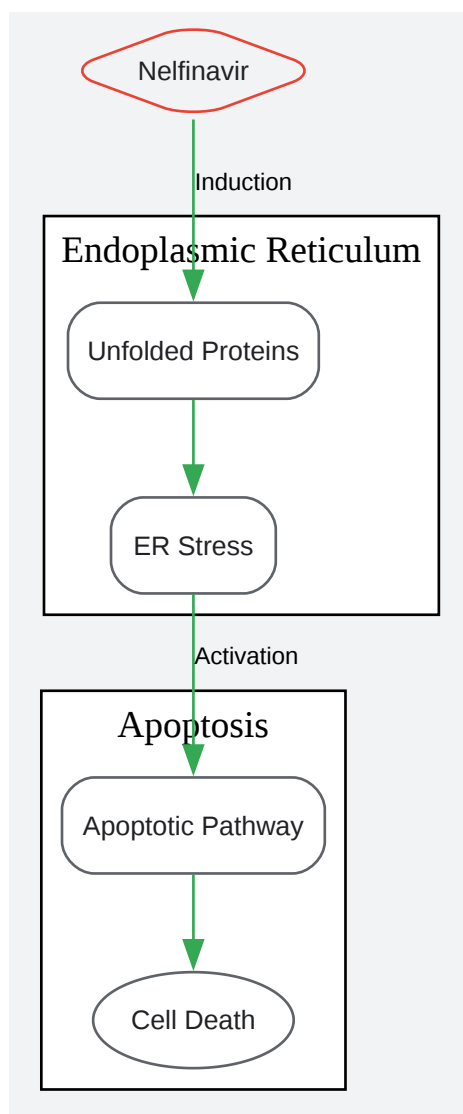 Nelfinavir
Induction
Endoplasmic Reticulum
Unfolded Proteins
ER Stress
Activation
Apoptosis
Apoptotic Pathway
Cell Death